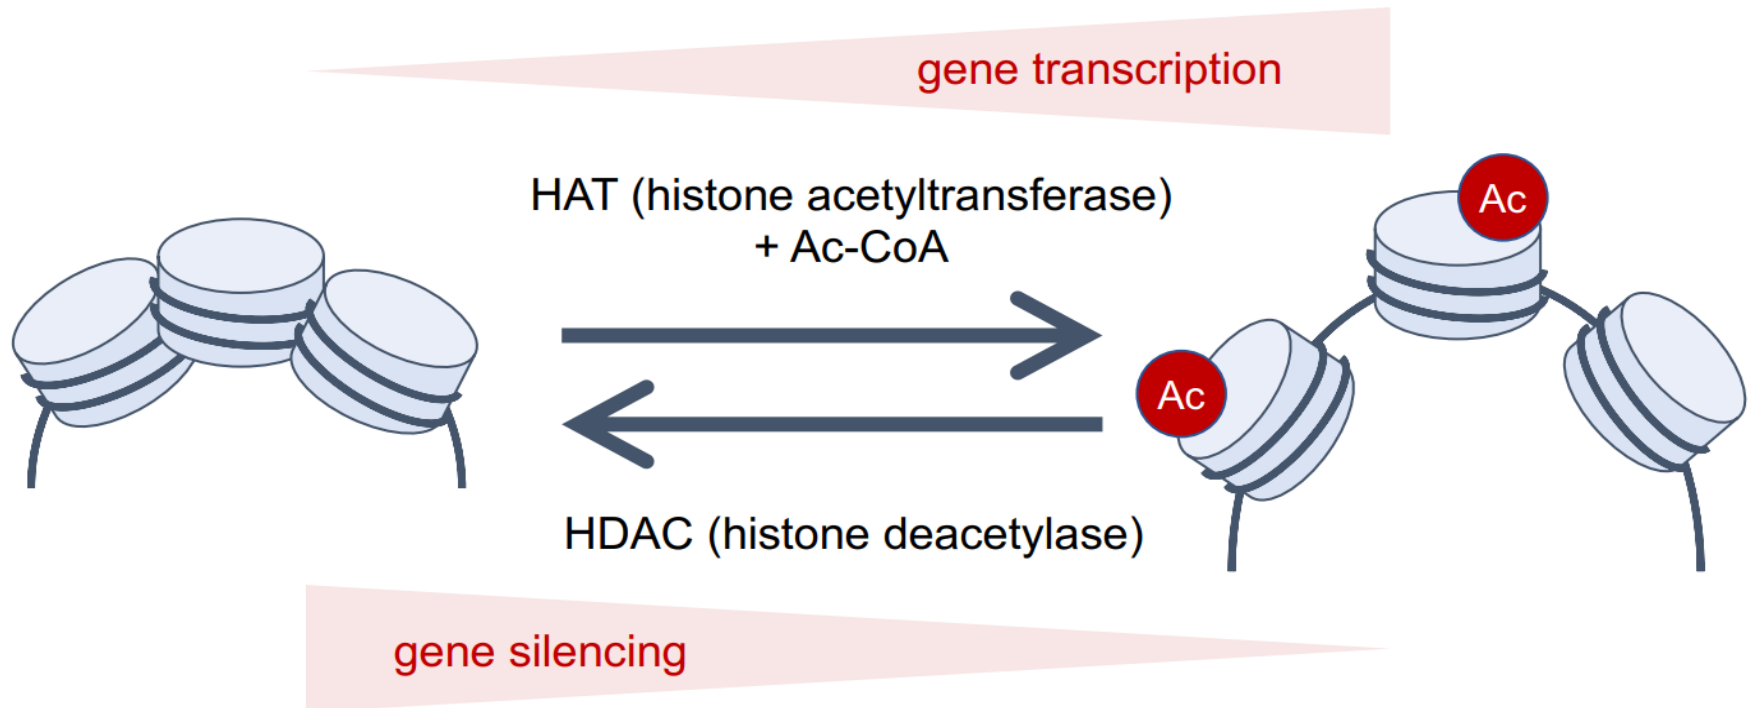 gene transcription
HAT (histone acetyltransferase)
+ Ac-CoA
Ac
Ac
HDAC (histone deacetylase)
gene silencing